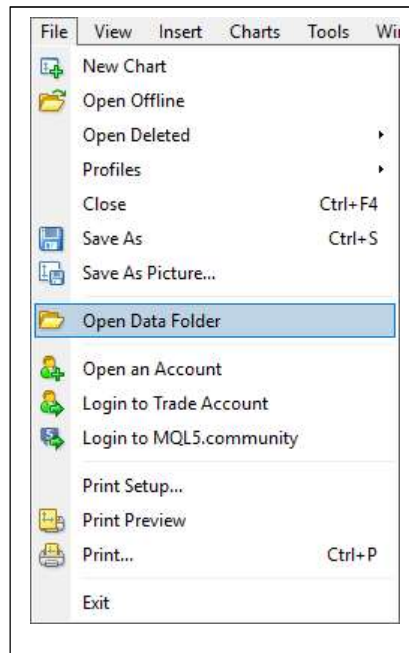 File View Insert Charts Tools
New Chart
Open Offline
Open Deleted
Profiles
Close Ctrl+F4
Save As Ctrl+S
Save As Picture...
Open Data Folder
Open an Account
Login to Trade Account
Login to MQL5.community
Print Setup...
Print Preview
Print... Ctrl+P
Exit